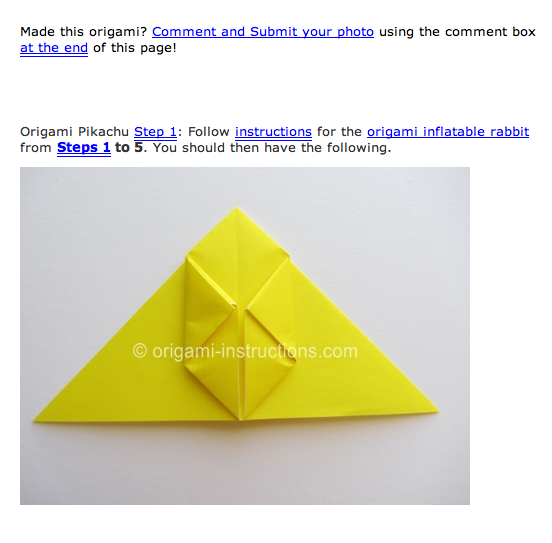 Made this origami? Comment and Submit your photo using the comment box
at the end of this page!
Origami Pikachu Step 1: Follow instructions for the origami inflatable rabbit
from Steps 1 to 5. You should then have the following.
© origami-instructions.com